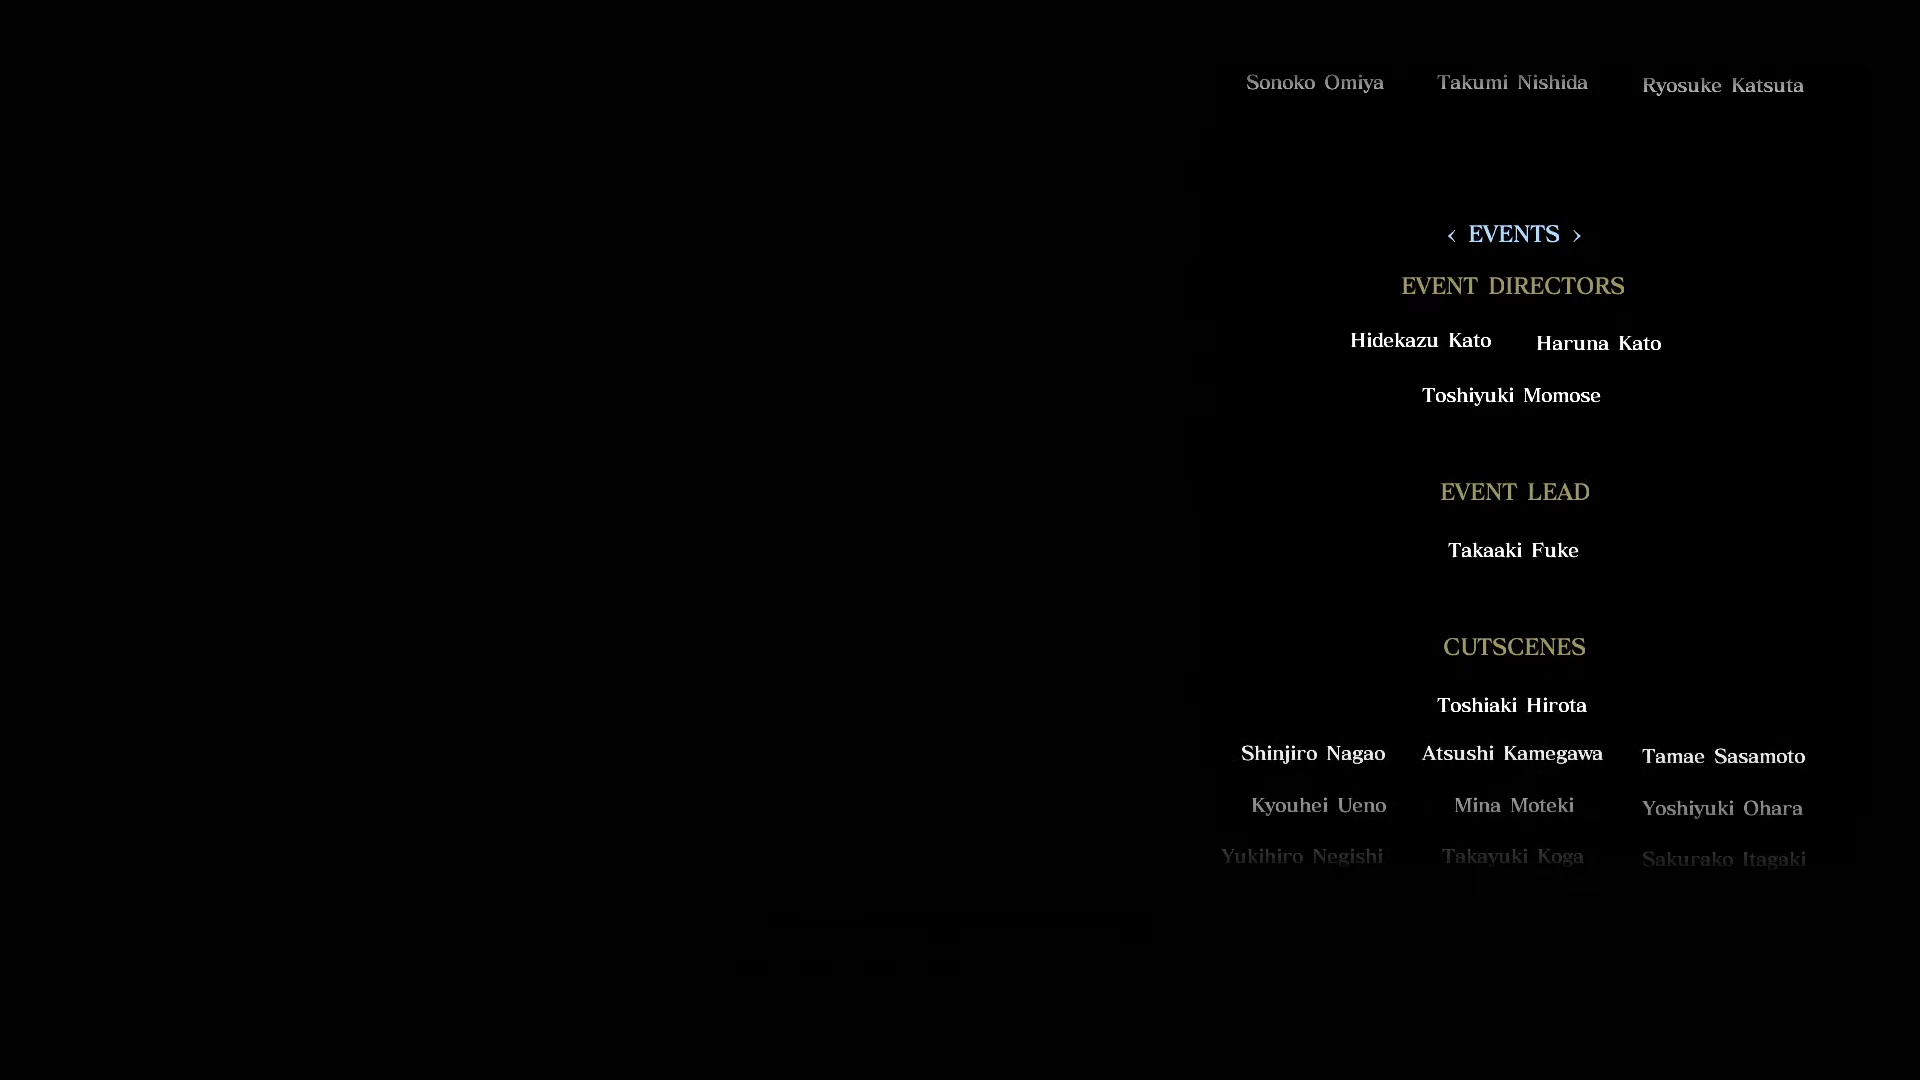 Sonoko Omiya Takumi Nishida Ryosuke Katsuta
‹ EVENTS ›
EVENT DIRECTORS
Hidekazu Kato Haruna Kato
Toshiyuki Momose
EVENT LEAD
Takaaki Fuke
CUTSCENES
Toshiaki Hirota
Shinjiro Nagao Atsushi Kamegawa Tamae Sasamoto
Kyouhei Ueno Mina Moteki Yoshiyuki Ohara
Yukihiro Negishi Takayuki Koga Sakurako Itagaki